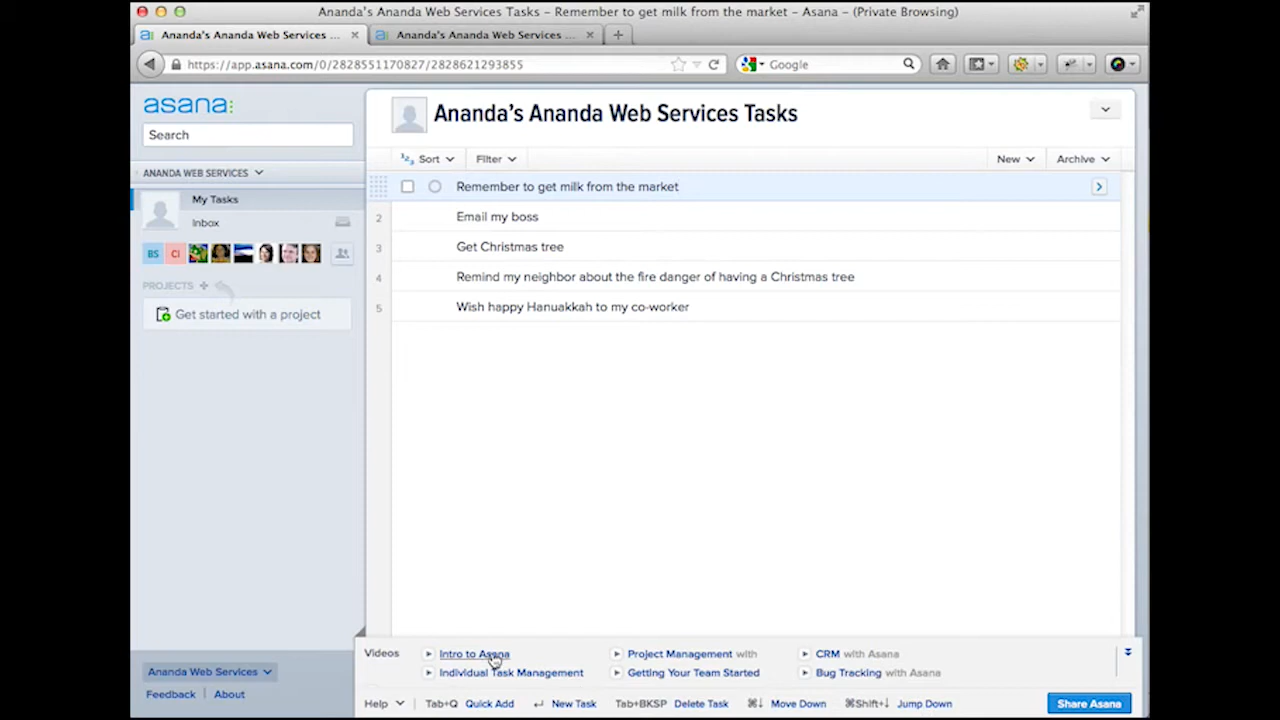 Ananda's Ananda Web Services Tasks – Remember to get milk from the market – Asana – (Private Browsing)
Ananda's Ananda Web Services ...
Ananda's Ananda Web Services ...
https://app.asana.com/0/2828551170827/2828621293855
Google
asana:
Search
ANANDA WEB SERVICES
My Tasks
Inbox
BS CI
PROJECTS +
Get started with a project
Ananda's Ananda Web Services Tasks
Sort Filter New Archive
Remember to get milk from the market
2 Email my boss
3 Get Christmas tree
4 Remind my neighbor about the fire danger of having a Christmas tree
5 Wish happy Hanuakkah to my co-worker
Videos Intro to Asana Project Management with CRM with Asana
Individual Task Management Getting Your Team Started Bug Tracking with Asana
Ananda Web Services
Feedback About
Help Tab+Q Quick Add ↵ New Task Tab+BKSP Delete Task ⌘↓ Move Down ⌘Shift+↓ Jump Down Share Asana